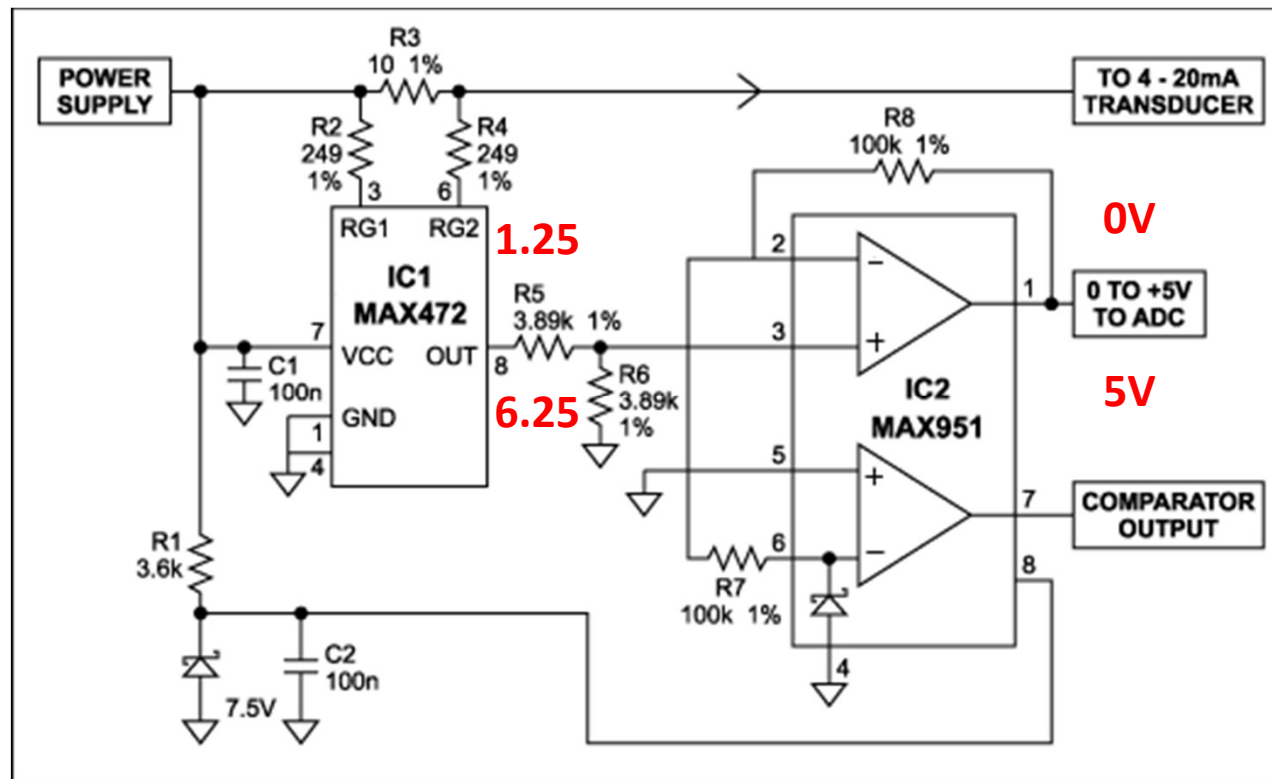 POWER
SUPPLY
R3
10 1%
TO 4 - 20mA
TRANSDUCER
R2
249
1%
3
R4
249
1%
6
R8
100k 1%
RG1
RG2
1.25
0V
IC1
MAX472
2
−
1
0 TO +5V
TO ADC
R5
3.89k 1%
7
VCC
OUT
8
3
+
C1
100n
R6
3.89k
1%
6.25
5V
IC2
MAX951
GND
1
4
5
+
7
COMPARATOR
OUTPUT
R1
3.6k
6
−
8
R7
100k 1%
C2
100n
4
7.5V